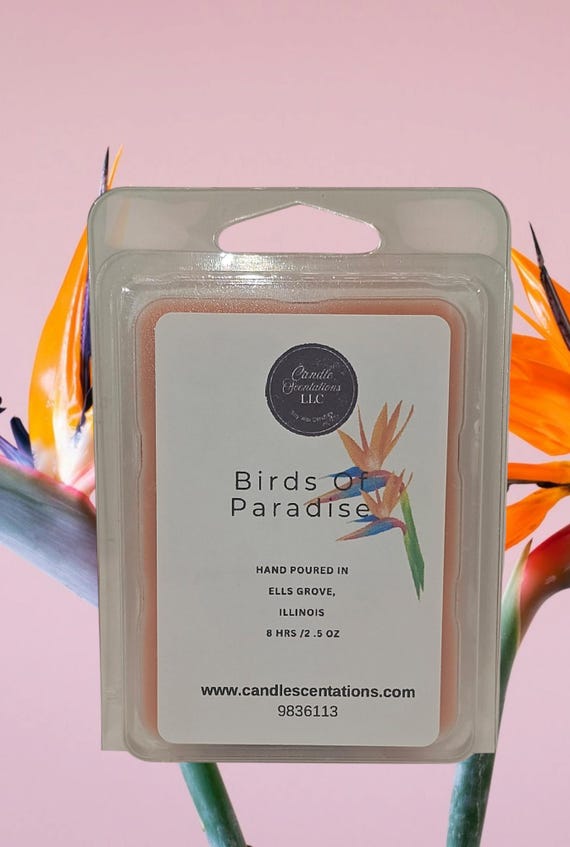 Candle
Scentations
LLC
Birds Of
Paradise
HAND POURED IN
ELLS GROVE,
ILLINOIS
8 HRS /2 .5 OZ
www.candlescentations.com
9836113